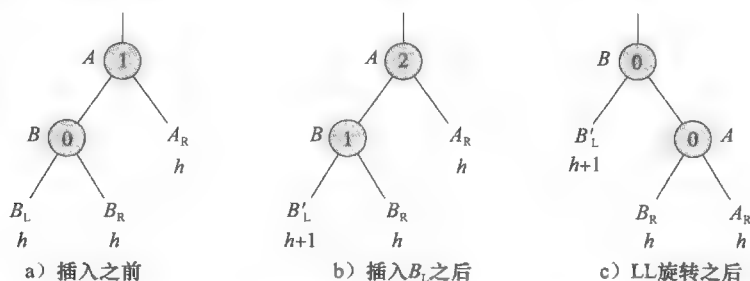 A 1
B 0
A_R
h
B_L
h
B_R
h
a）插入之前
A 2
B 1
A_R
h
B'_L
h+1
B_R
h
b）插入B_L之后
B 0
B'_L
h+1
0 A
B_R
h
A_R
h
c）LL旋转之后